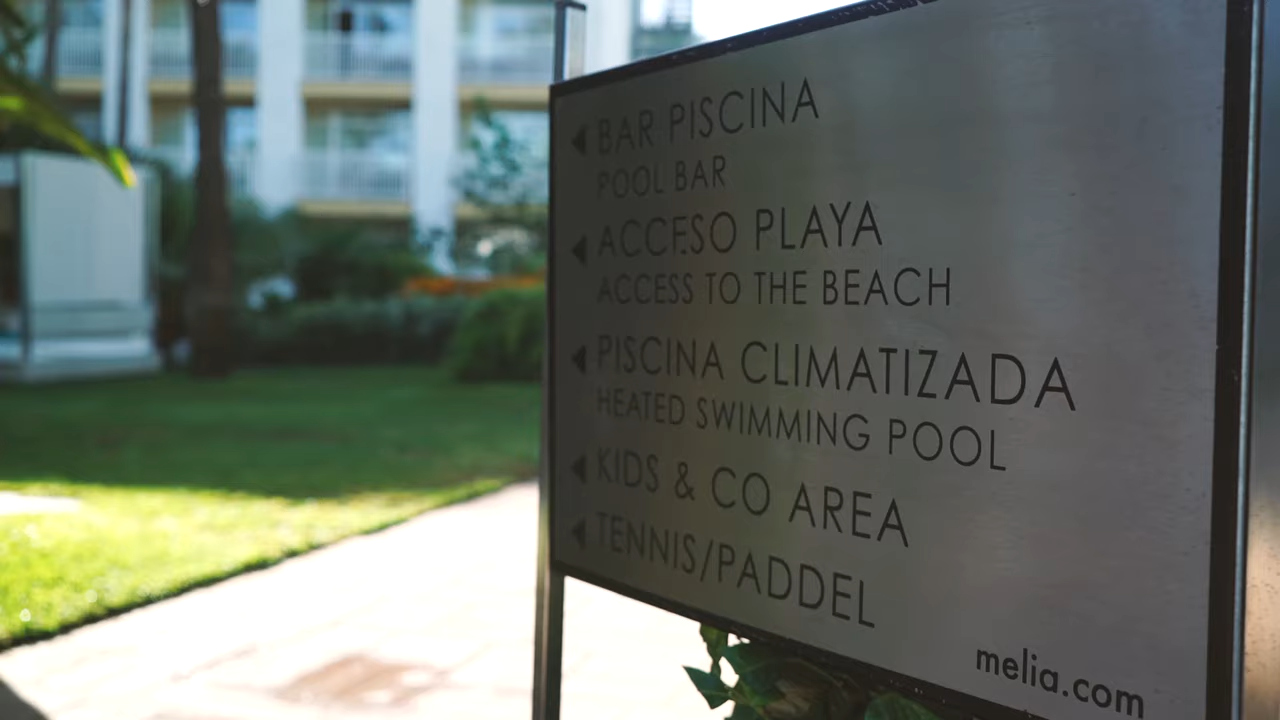 BAR PISCINA
POOL BAR
ACCESO PLAYA
ACCESS TO THE BEACH
PISCINA CLIMATIZADA
HEATED SWIMMING POOL
KIDS & CO AREA
TENNIS/PADDEL
melia.com